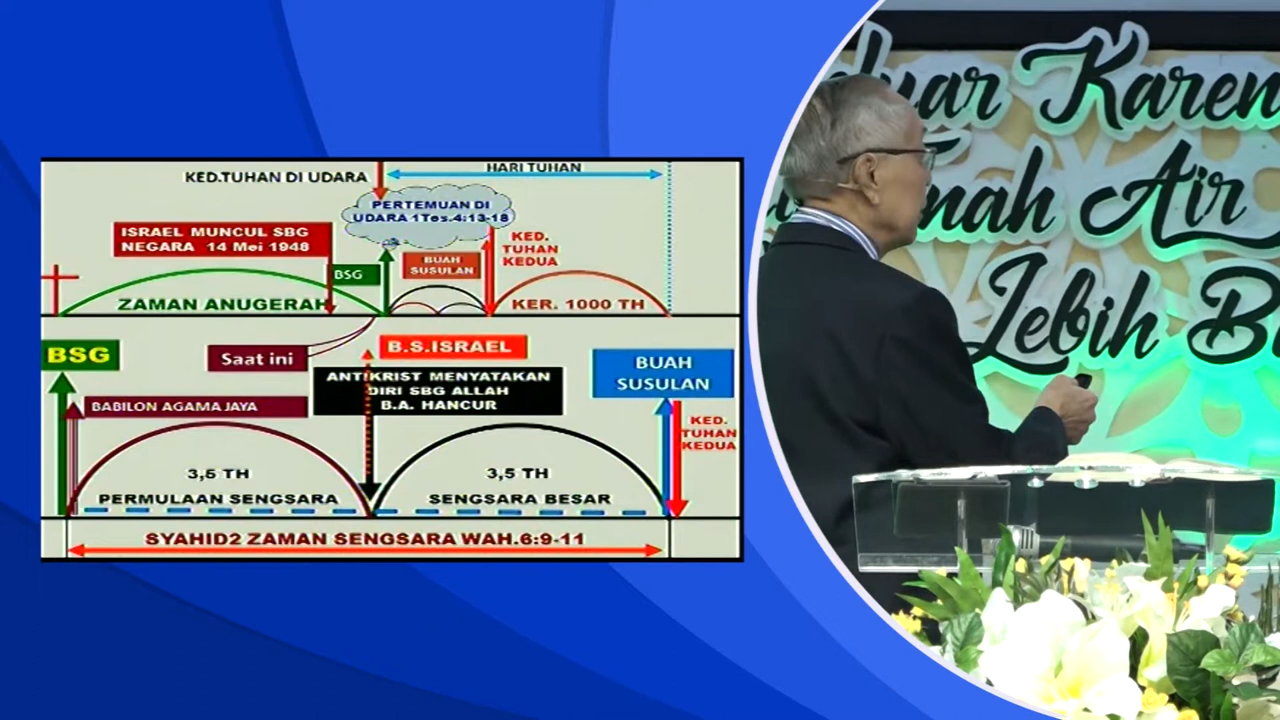 KED.TUHAN DI UDARA
HARI TUHAN
PERTEMUAN DI
UDARA 1Tes.4:13-18
ISRAEL MUNCUL SBG
NEGARA 14 Mei 1948
BSG
BUAH
SUSULAN
KED.
TUHAN
KEDUA
ZAMAN ANUGERAH
KER. 1000 TH
BSG
Saat ini
B.S.ISRAEL
ANTIKRIST MENYATAKAN
DIRI SBG ALLAH
B.A. HANCUR
BUAH
SUSULAN
BABILON AGAMA JAYA
KED.
TUHAN
KEDUA
3,5 TH
PERMULAAN SENGSARA
3,5 TH
SENGSARA BESAR
SYAHID2 ZAMAN SENGSARA WAH.6:9-11
Karen
Air
Lebih